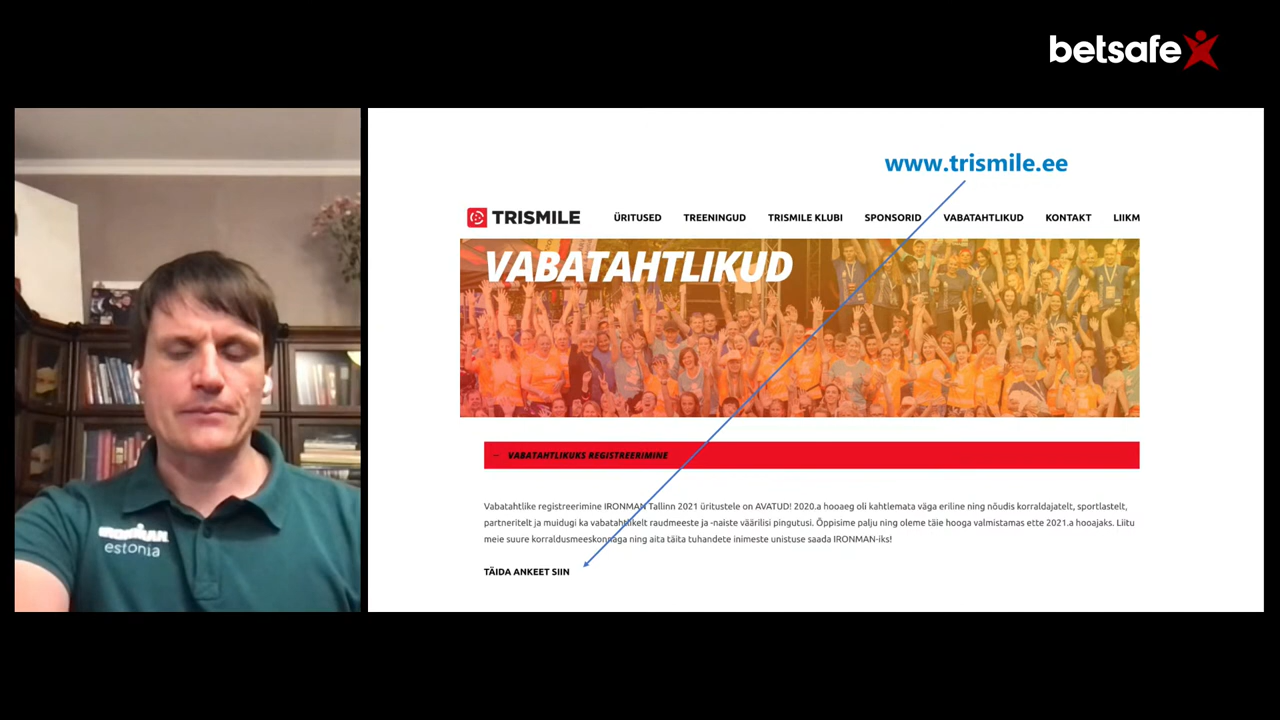 betsafe
www.trismile.ee
TRISMILE ÜRITUSED TREENINGUD TRISMILE KLUBI SPONSORID VABATAHTLIKUD KONTAKT LIIKM
VABATAHTLIKUD
– VABATAHTLIKUKS REGISTREERIMINE
Vabatahtlike registreerimine IRONMAN Tallinn 2021 üritustele on AVATUD! 2020.a hooaeg oli kahtlemata väga eriline ning nõudis korraldajatelt, sportlastelt,
partneritelt ja muidugi ka vabatahtlikelt raudmeeste ja -naiste väärilisi pingutusi. Õppisime palju ning oleme täie hooga valmistamas ette 2021.a hooajaks. Liitu
meie suure korraldusmeeskonnaga ning aita täita tuhandete inimeste unistuse saada IRONMAN-iks!
TÄIDA ANKEET SIIN
IRONMAN
estonia